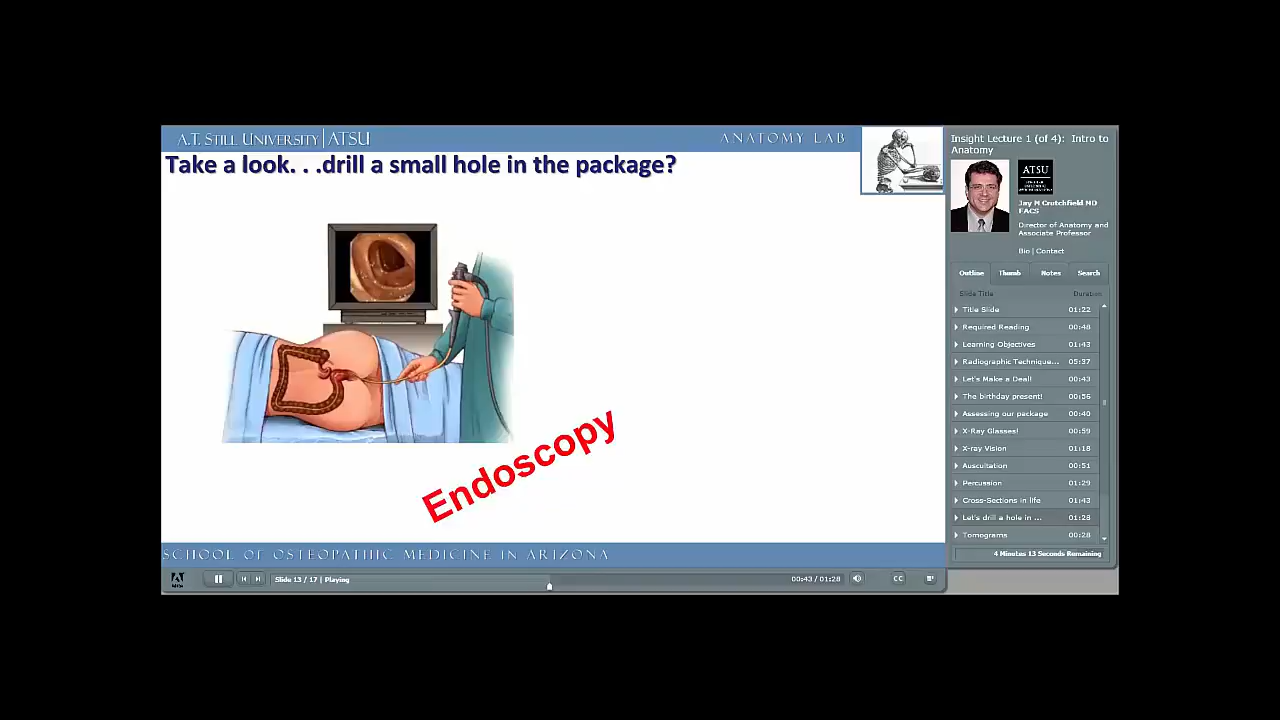 A.T. STILL UNIVERSITY | ATSU
ANATOMY LAB
Take a look. . .drill a small hole in the package?
Endoscopy
SCHOOL OF OSTEOPATHIC MEDICINE IN ARIZONA
Slide 13 / 17 | Playing
00:43 / 01:28
CC
Insight Lecture 1 (of 4): Intro to
Anatomy
ATSU
Jay M Crutchfield MD
FACS
Director of Anatomy and
Associate Professor
Bio | Contact
Outline Thumb Notes Search
Slide Title Duration
Title Slide 01:22
Required Reading 00:48
Learning Objectives 01:43
Radiographic Technique... 05:37
Let's Make a Deal! 00:43
The birthday present! 00:56
Assessing our package 00:40
X-Ray Glasses! 00:59
X-ray Vision 01:18
Auscultation 00:51
Percussion 01:29
Cross-Sections in life 01:43
Let's drill a hole in ... 01:28
Tomograms 00:28
4 Minutes 13 Seconds Remaining